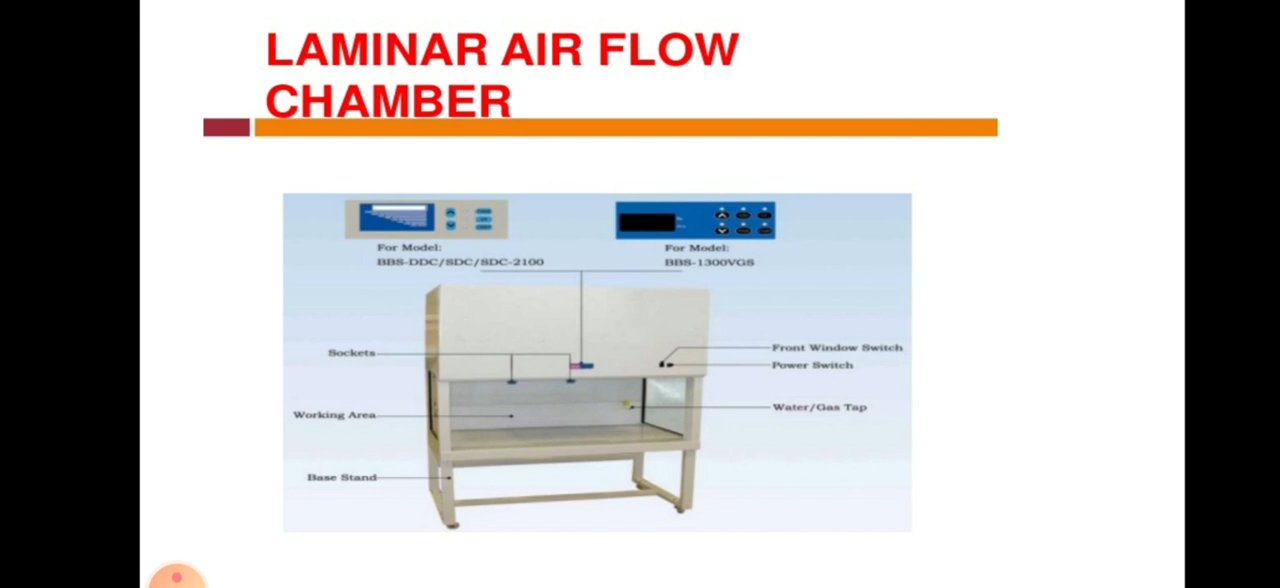 LAMINAR AIR FLOW
CHAMBER
For Model:
BBS-DDC/SDC/SDC-2100
For Model:
BBS-1300VGS
Sockets
Front Window Switch
Power Switch
Working Area
Water/Gas Tap
Base Stand